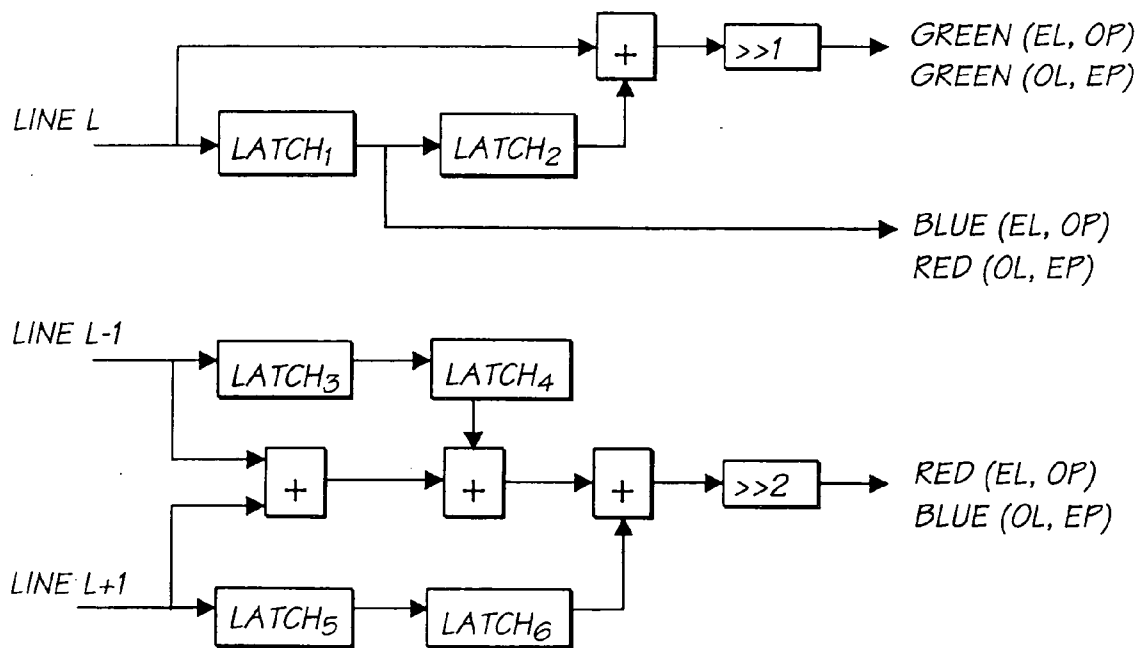 GREEN (EL, OP)
+
>>1
GREEN (OL, EP)
LINE L
LATCH1
LATCH2
BLUE (EL, OP)
RED (OL, EP)
LINE L-1
LATCH3
LATCH4
+
+
+
>>2
RED (EL, OP)
BLUE (OL, EP)
LINE L+1
LATCH5
LATCH6